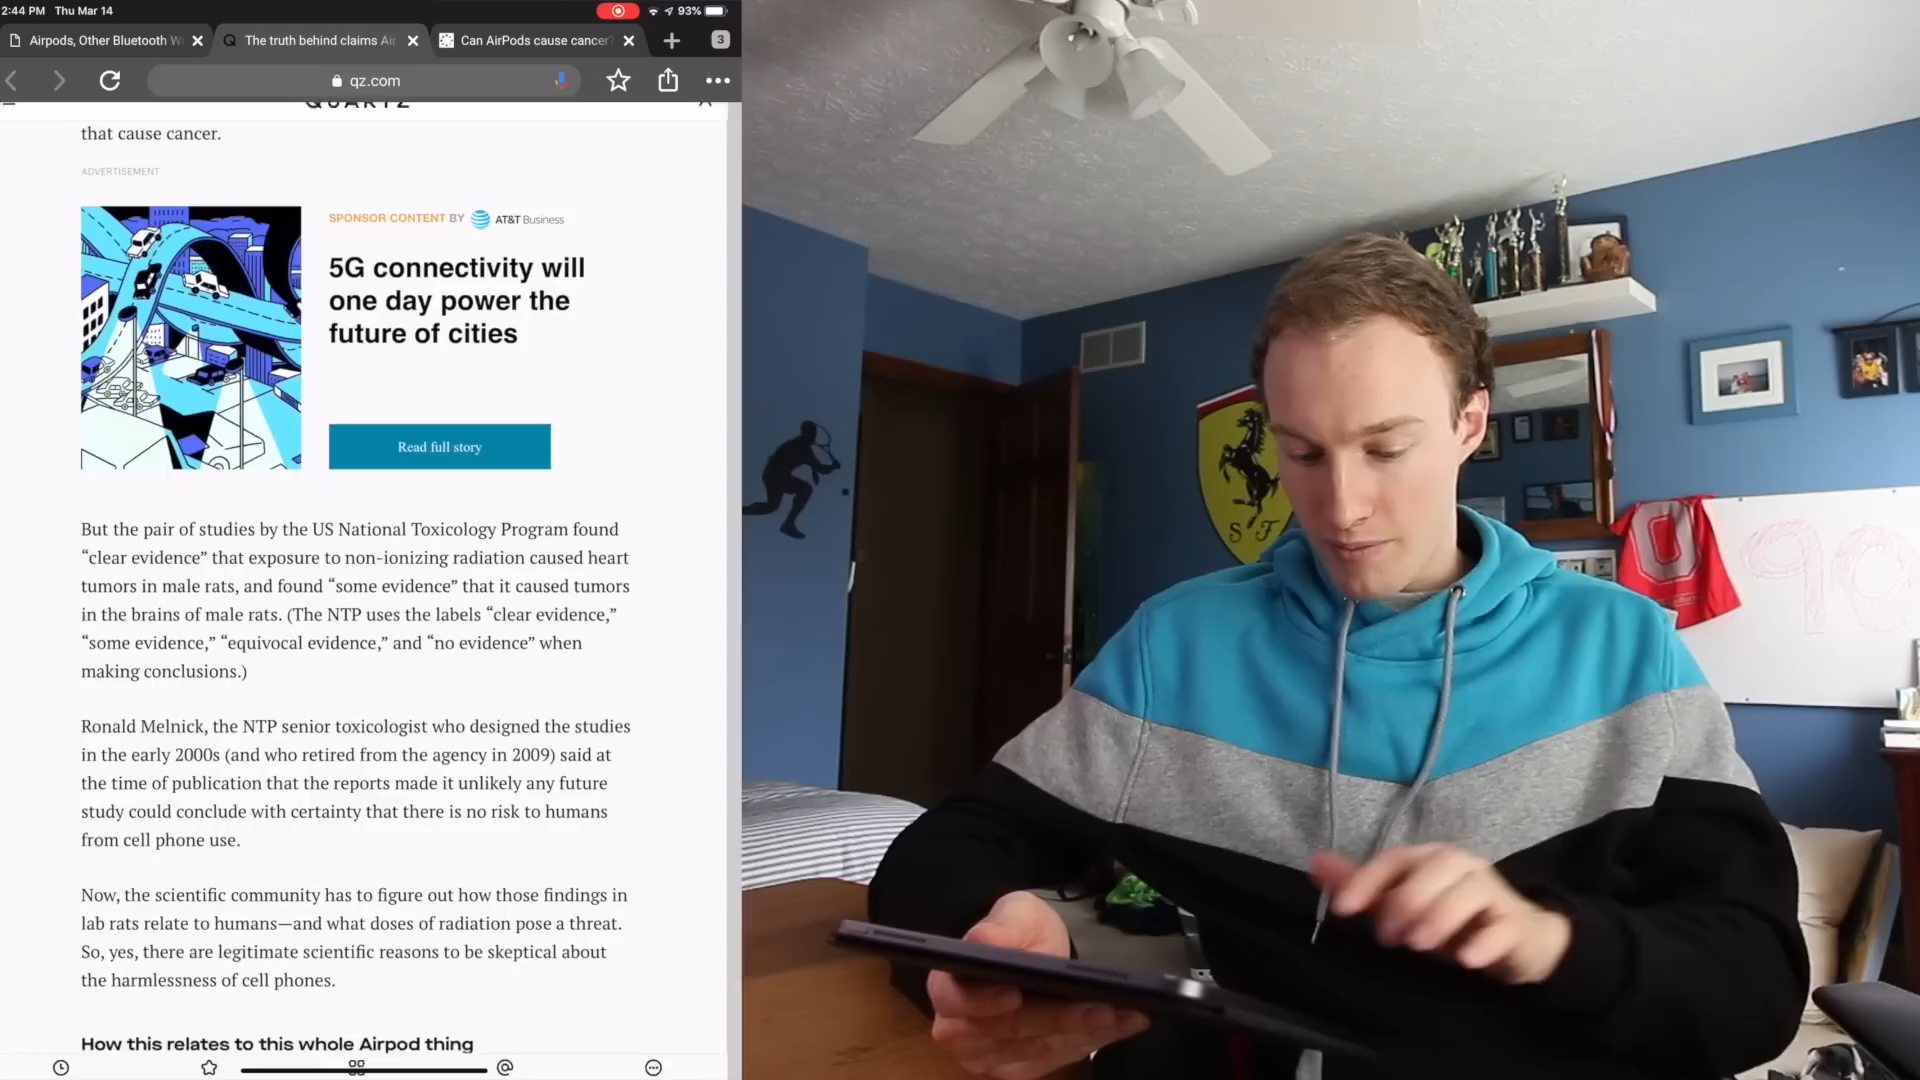 2:44 PM Thu Mar 14
93%
Airpods, Other Bluetooth W
The truth behind claims Air
Can AirPods cause cancer?
3
qz.com
QUARTZ
that cause cancer.
ADVERTISEMENT
SPONSOR CONTENT BY AT&T Business
5G connectivity will
one day power the
future of cities
Read full story
But the pair of studies by the US National Toxicology Program found
“clear evidence” that exposure to non-ionizing radiation caused heart
tumors in male rats, and found “some evidence” that it caused tumors
in the brains of male rats. (The NTP uses the labels “clear evidence,”
“some evidence,” “equivocal evidence,” and “no evidence” when
making conclusions.)
Ronald Melnick, the NTP senior toxicologist who designed the studies
in the early 2000s (and who retired from the agency in 2009) said at
the time of publication that the reports made it unlikely any future
study could conclude with certainty that there is no risk to humans
from cell phone use.
Now, the scientific community has to figure out how those findings in
lab rats relate to humans—and what doses of radiation pose a threat.
So, yes, there are legitimate scientific reasons to be skeptical about
the harmlessness of cell phones.
How this relates to this whole Airpod thing
S F
O
90